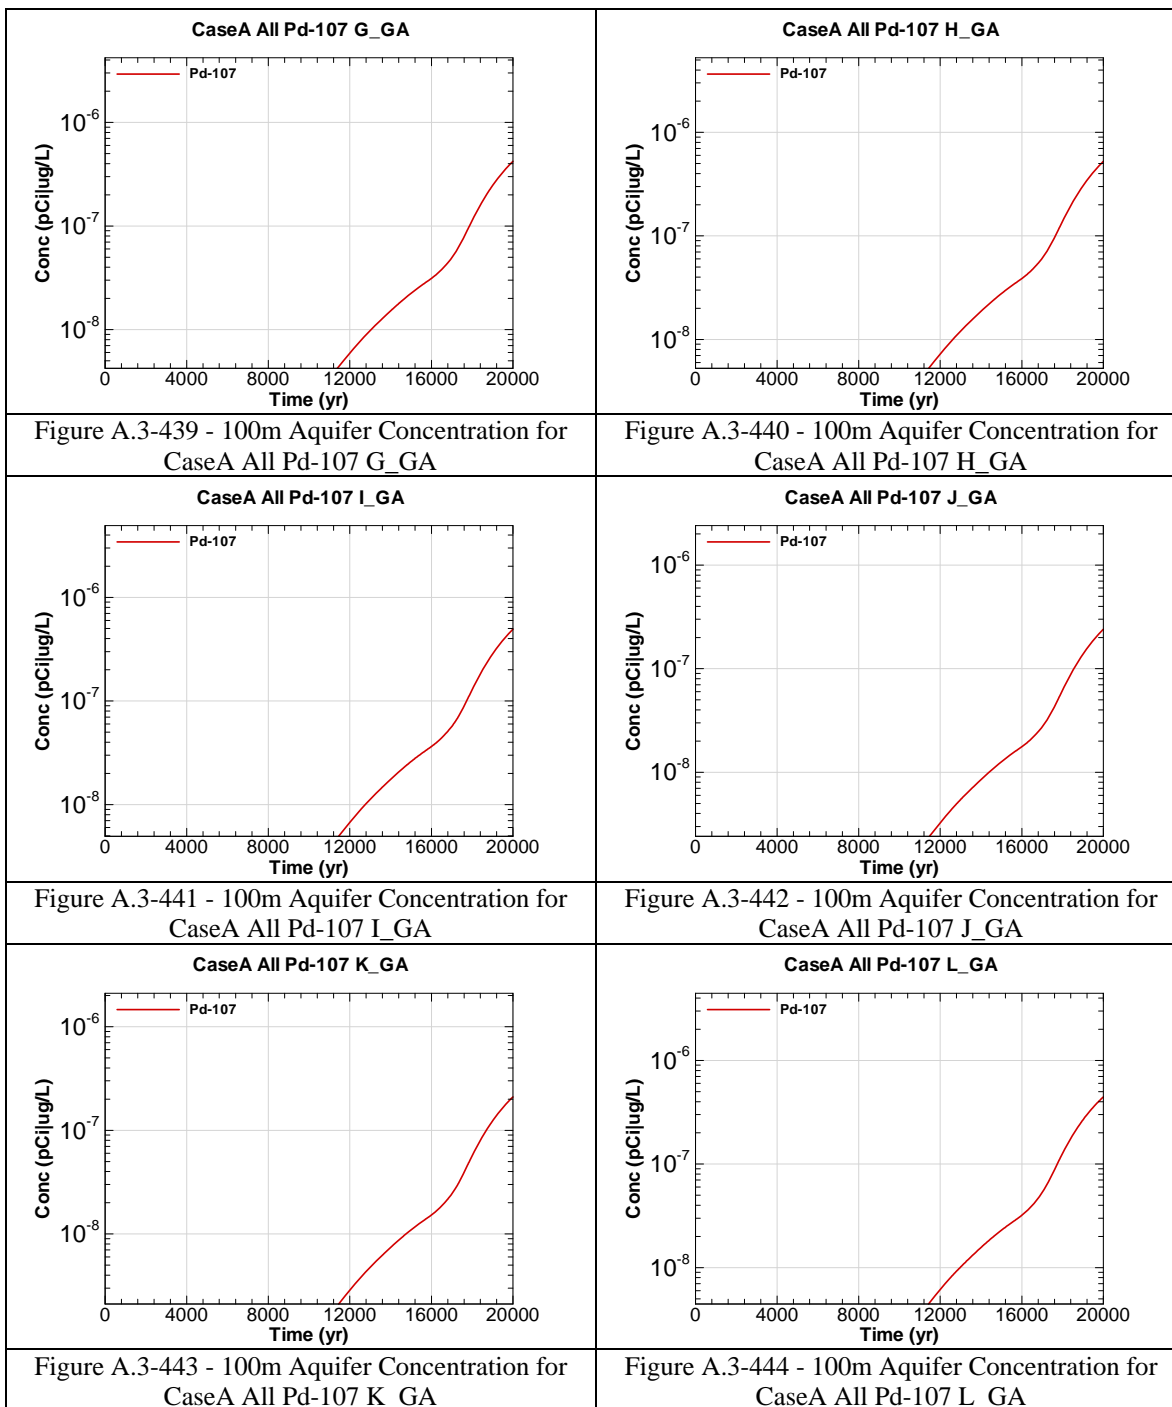 CaseA All Pd-107 G_GA
Pd-107
10-6
10-7
10-8
Conc (pCi|ug/L)
0 4000 8000 12000 16000 20000
Time (yr)
Figure A.3-439 - 100m Aquifer Concentration for
CaseA All Pd-107 G_GA
CaseA All Pd-107 H_GA
Pd-107
10-6
10-7
10-8
Conc (pCi|ug/L)
0 4000 8000 12000 16000 20000
Time (yr)
Figure A.3-440 - 100m Aquifer Concentration for
CaseA All Pd-107 H_GA
CaseA All Pd-107 I_GA
Pd-107
10-6
10-7
10-8
Conc (pCi|ug/L)
0 4000 8000 12000 16000 20000
Time (yr)
Figure A.3-441 - 100m Aquifer Concentration for
CaseA All Pd-107 I_GA
CaseA All Pd-107 J_GA
Pd-107
10-6
10-7
10-8
Conc (pCi|ug/L)
0 4000 8000 12000 16000 20000
Time (yr)
Figure A.3-442 - 100m Aquifer Concentration for
CaseA All Pd-107 J_GA
CaseA All Pd-107 K_GA
Pd-107
10-6
10-7
10-8
Conc (pCi|ug/L)
0 4000 8000 12000 16000 20000
Time (yr)
Figure A.3-443 - 100m Aquifer Concentration for
CaseA All Pd-107 K_GA
CaseA All Pd-107 L_GA
Pd-107
10-6
10-7
10-8
Conc (pCi|ug/L)
0 4000 8000 12000 16000 20000
Time (yr)
Figure A.3-444 - 100m Aquifer Concentration for
CaseA All Pd-107 L_GA